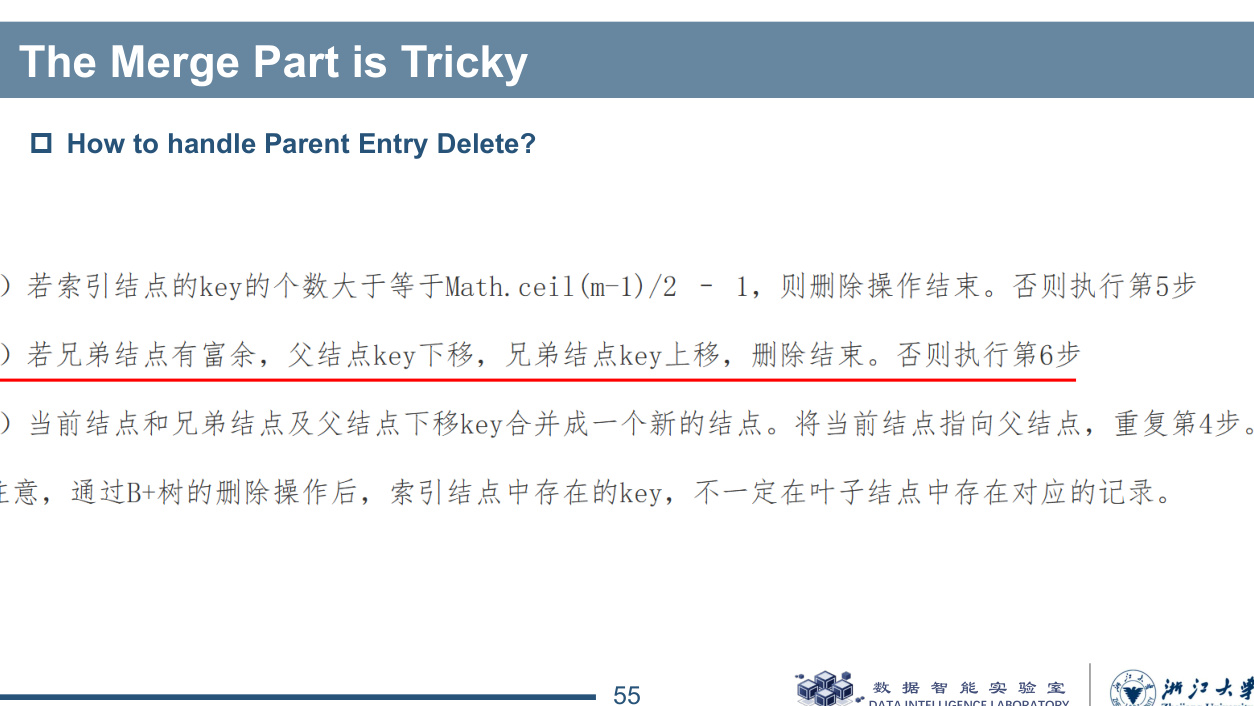 The Merge Part is Tricky
How to handle Parent Entry Delete?
）若索引结点的key的个数大于等于Math.ceil(m-1)/2 - 1，则删除操作结束。否则执行第5步
）若兄弟结点有富余，父结点key下移，兄弟结点key上移，删除结束。否则执行第6步
）当前结点和兄弟结点及父结点下移key合并成一个新的结点。将当前结点指向父结点，重复第4步。
注意，通过B+树的删除操作后，索引结点中存在的key，不一定在叶子结点中存在对应的记录。
55
数据智能实验室
DATA INTELLIGENCE LABORATORY
浙江大学
Zhejiang University